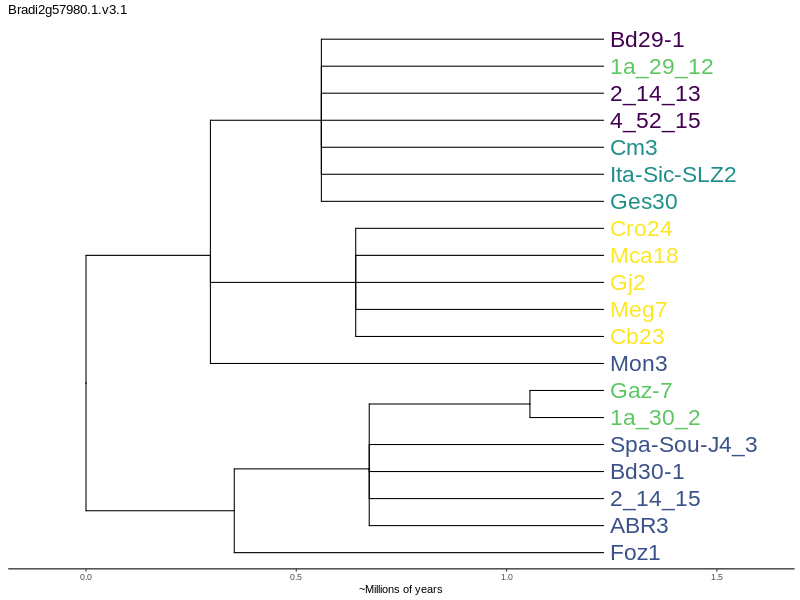 Bradi2g57980.1.v3.1
Bd29-1
1a_29_12
2_14_13
4_52_15
Cm3
Ita-Sic-SLZ2
Ges30
Cro24
Mca18
Gj2
Meg7
Cb23
Mon3
Gaz-7
1a_30_2
Spa-Sou-J4_3
Bd30-1
2_14_15
ABR3
Foz1
0.0 0.5 1.0 1.5
~Millions of years